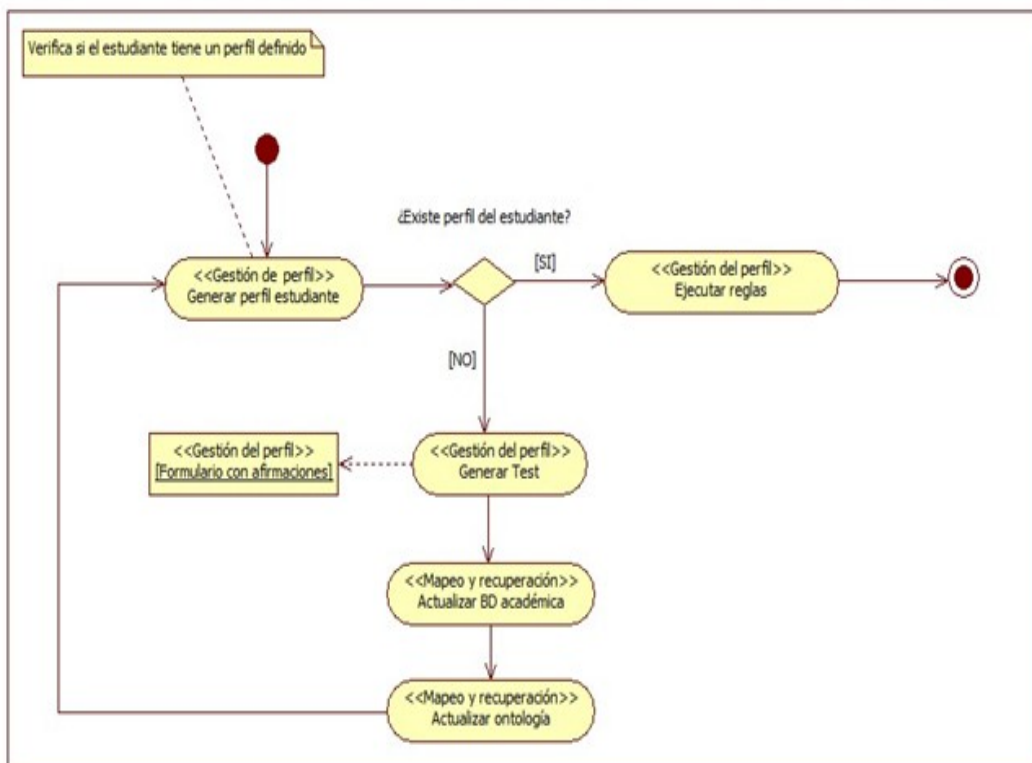 Verifica si el estudiante tiene un perfil definido
¿Existe perfil del estudiante?
<<Gestión de perfil>>
Generar perfil estudiante
[SI]
<<Gestión del perfil>>
Ejecutar reglas
[NO]
<<Gestión del perfil>>
[Formulario con afirmaciones]
<<Gestión del perfil>>
Generar Test
<<Mapeo y recuperación>>
Actualizar BD académica
<<Mapeo y recuperación>>
Actualizar ontología